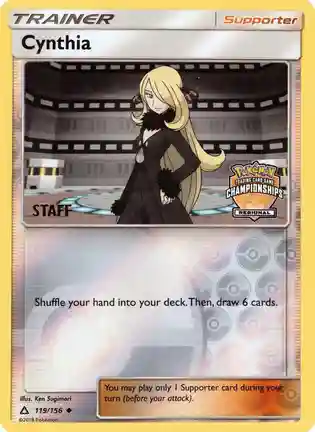 TRAINER
Supporter
Cynthia
STAFF
Pokémon
TRADING CARD GAME
CHAMPIONSHIPS
REGIONAL
Shuffle your hand into your deck. Then, draw 6 cards.
illus. Ken Sugimori
119/156
©2018 Pokémon
You may play only 1 Supporter card during your
turn (before your attack).